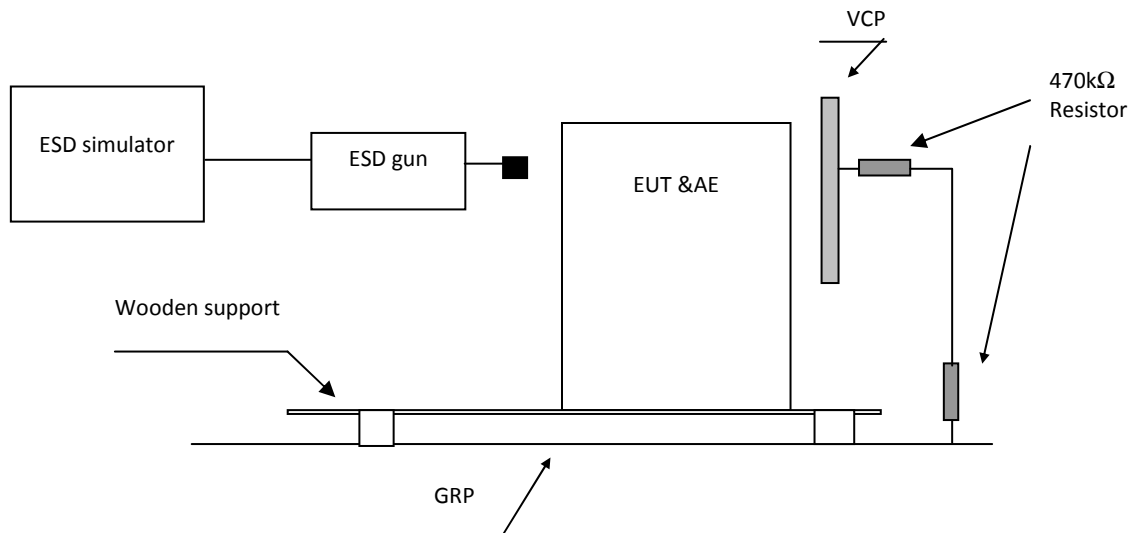 VCP
470kΩ
Resistor
ESD simulator
ESD gun
EUT &AE
Wooden support
GRP